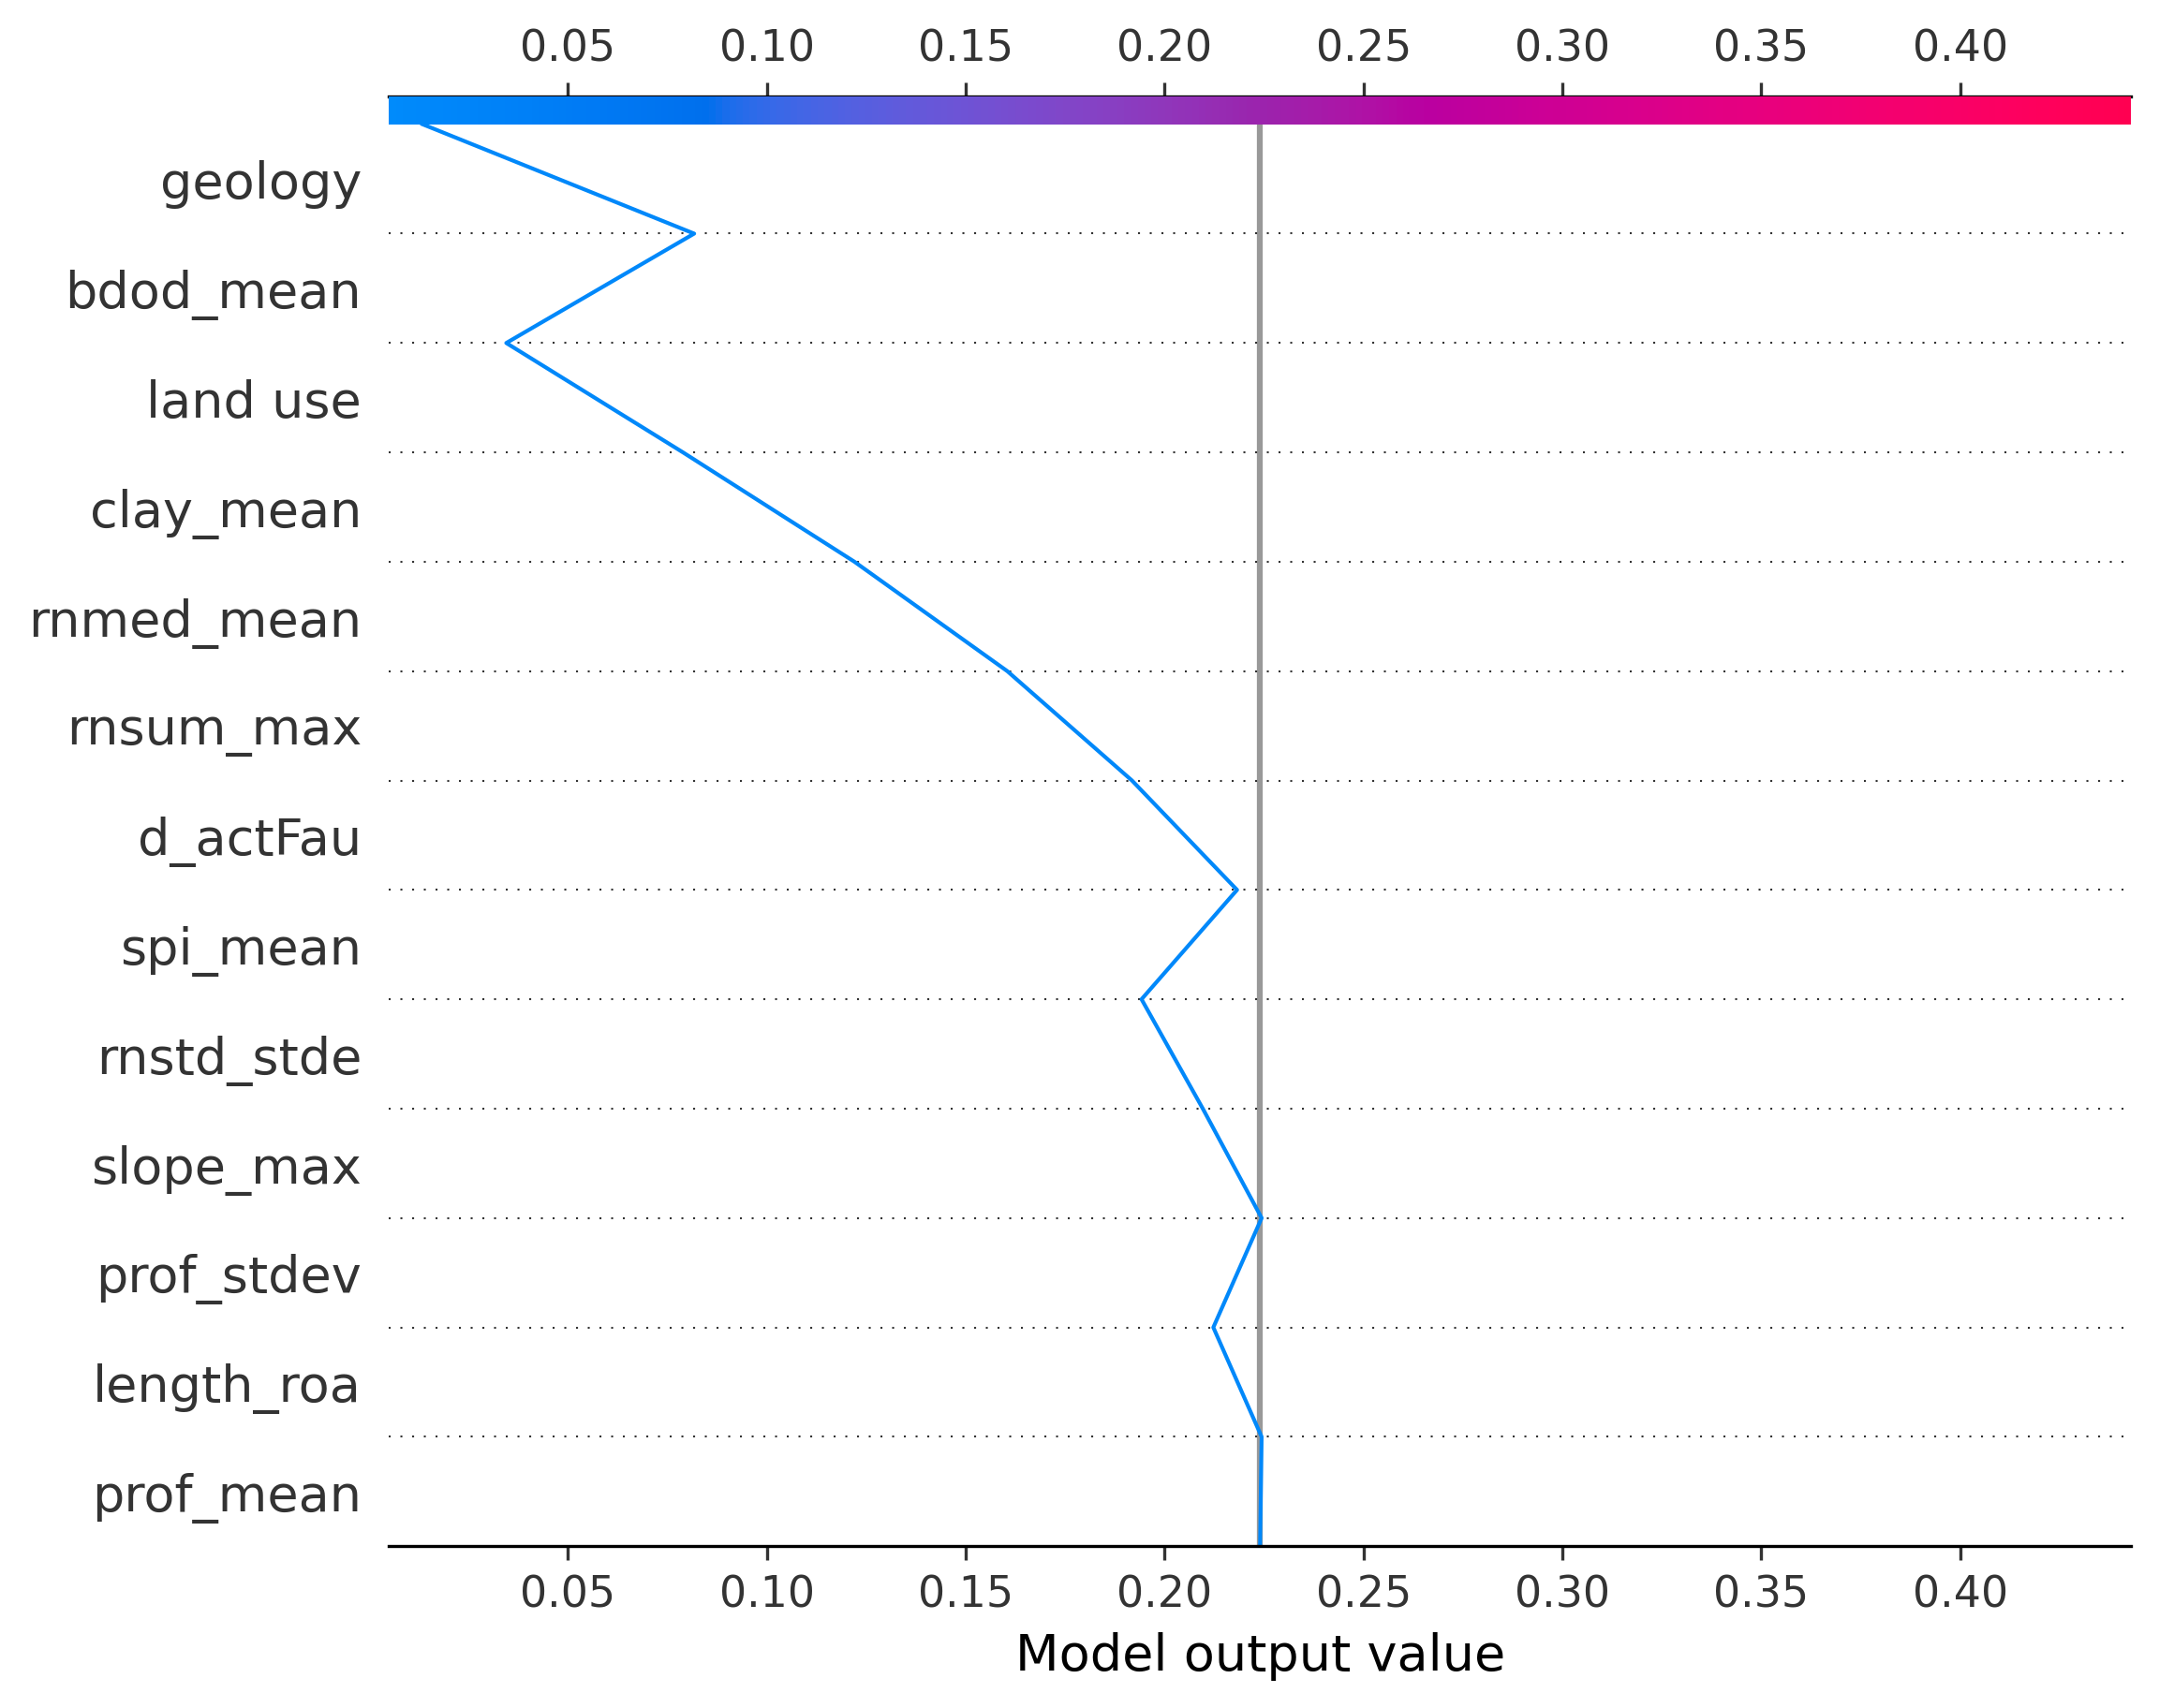 0.05 0.10 0.15 0.20 0.25 0.30 0.35 0.40
geology
bdod_mean
land use
clay_mean
rnmed_mean
rnsum_max
d_actFau
spi_mean
rnstd_stde
slope_max
prof_stdev
length_roa
prof_mean
0.05 0.10 0.15 0.20 0.25 0.30 0.35 0.40
Model output value